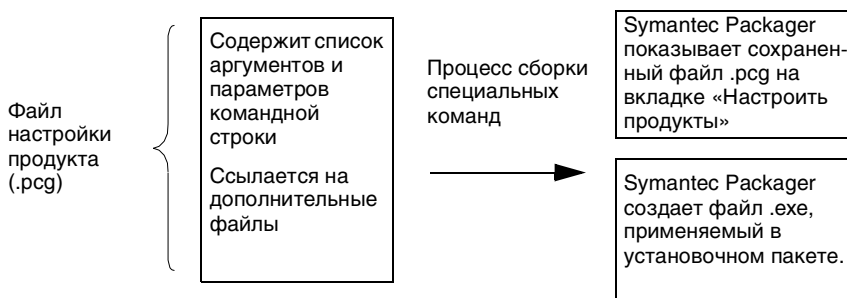 Файл
настройки
продукта
(.pcg)
Содержит список
аргументов и
параметров
командной
строки
Ссылается на
дополнительные
файлы
Процесс сборки
специальных
команд
Symantec Packager
показывает сохранен-
ный файл .pcg на
вкладке «Настроить
продукты»
Symantec Packager
создает файл .exe,
применяемый в
установочном пакете.